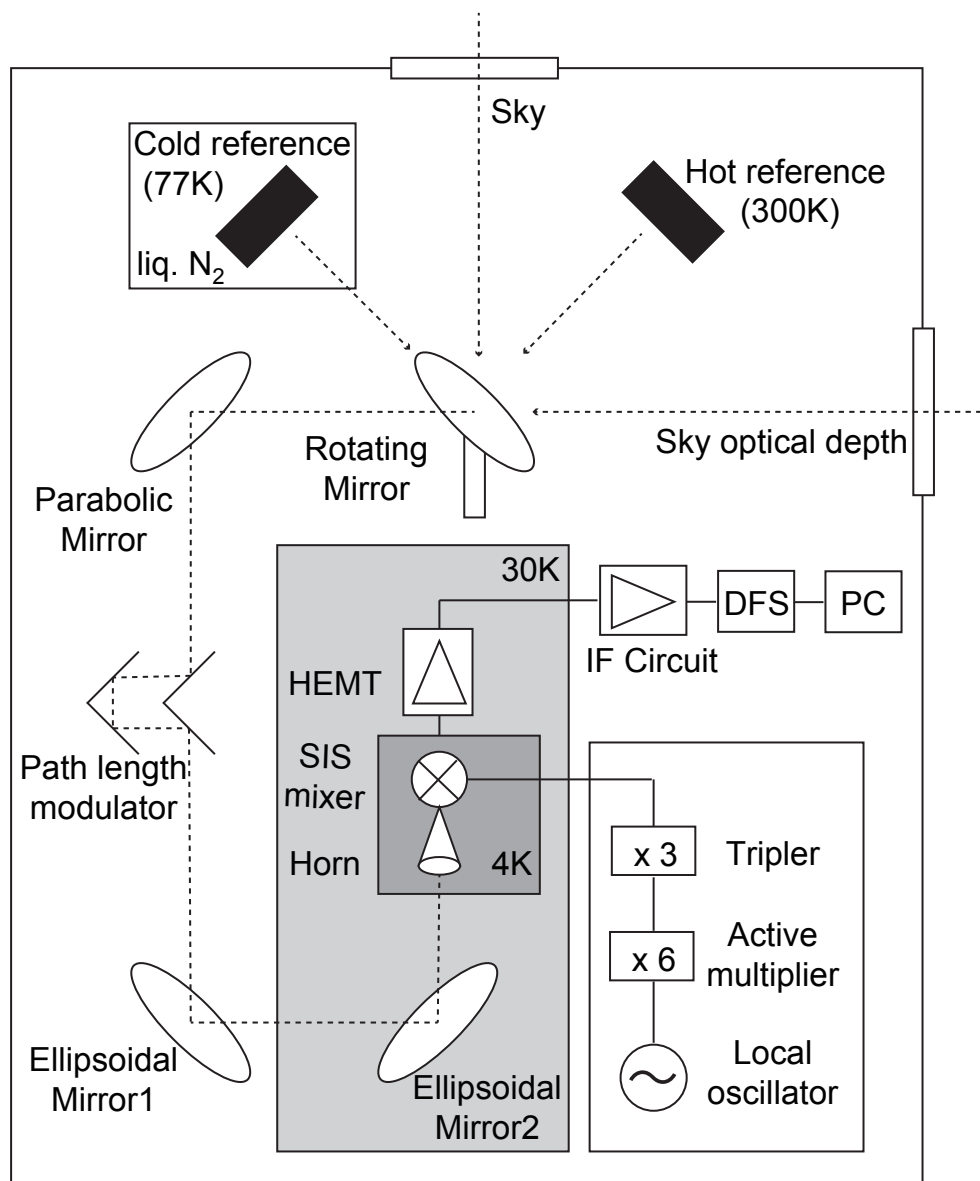 Sky
Cold reference
(77K)
liq. N2
Hot reference
(300K)
Sky optical depth
Rotating
Mirror
Parabolic
Mirror
30K
DFS
PC
IF Circuit
HEMT
SIS
mixer
Horn
4K
Path length
modulator
x 3
Tripler
x 6
Active
multiplier
Local
oscillator
Ellipsoidal
Mirror1
Ellipsoidal
Mirror2